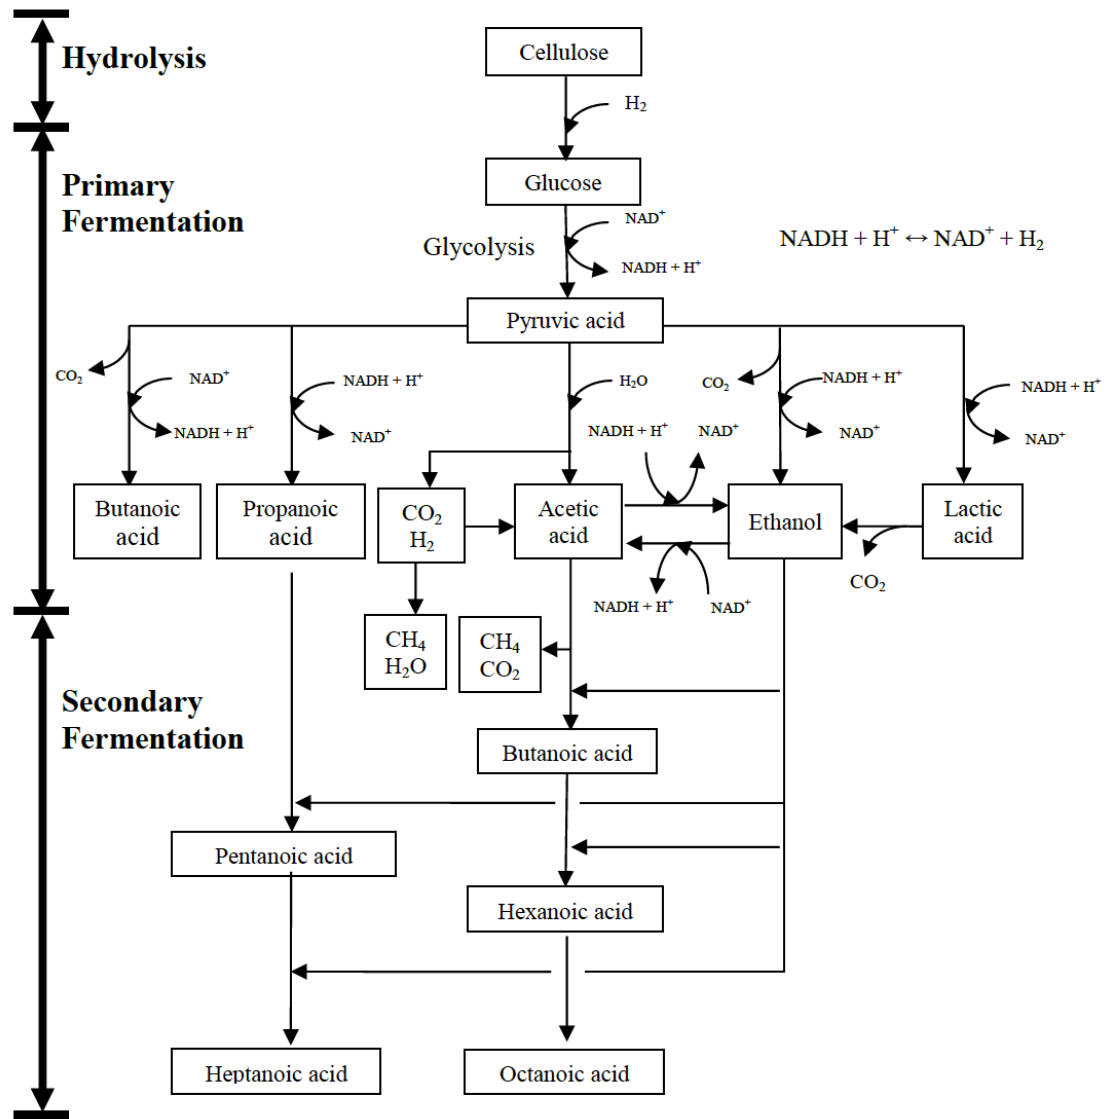 Hydrolysis
Cellulose
H₂
Primary
Fermentation
Glucose
NAD⁺
Glycolysis
NADH + H⁺ ↔ NAD⁺ + H₂
NADH + H⁺
Pyruvic acid
CO₂
NAD⁺
NADH + H⁺
NADH + H⁺
NAD⁺
H₂O
CO₂
NADH + H⁺
NAD⁺
NADH + H⁺
NAD⁺
NADH + H⁺
NAD⁺
Butanoic
acid
Propanoic
acid
CO₂
H₂
Acetic
acid
Ethanol
Lactic
acid
CO₂
NADH + H⁺
NAD⁺
CH₄
H₂O
CH₄
CO₂
Secondary
Fermentation
Butanoic acid
Pentanoic acid
Hexanoic acid
Heptanoic acid
Octanoic acid